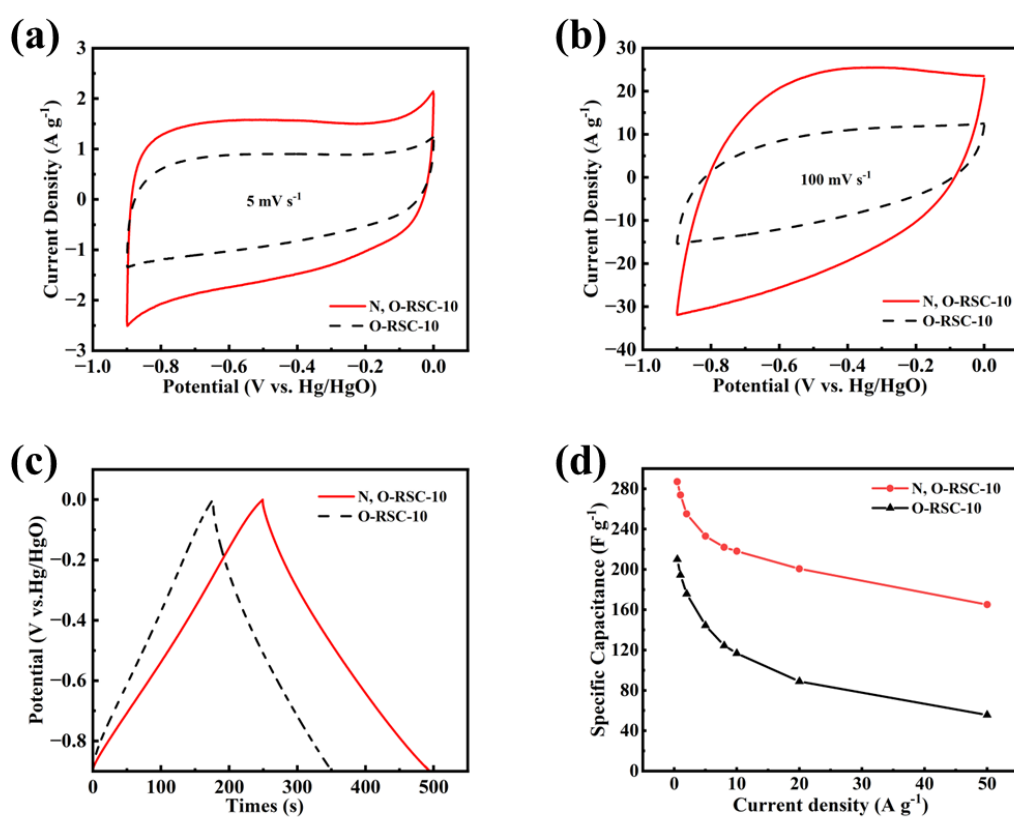 (a)
3
2
1
0
−1
−2
−3
−1.0 −0.8 −0.6 −0.4 −0.2 0.0
Current Density (A g⁻¹)
Potential (V vs. Hg/HgO)
5 mV s⁻¹
N, O-RSC-10
O-RSC-10
(b)
30
20
10
0
−10
−20
−30
−40
−1.0 −0.8 −0.6 −0.4 −0.2 0.0
Current Density (A g⁻¹)
Potential (V vs. Hg/HgO)
100 mV s⁻¹
N, O-RSC-10
O-RSC-10
(c)
0.0
−0.2
−0.4
−0.6
−0.8
0 100 200 300 400 500
Potential (V vs.Hg/HgO)
Times (s)
N, O-RSC-10
O-RSC-10
(d)
280
240
200
160
120
80
40
0
0 10 20 30 40 50
Specific Capacitance (F g⁻¹)
Current density (A g⁻¹)
N, O-RSC-10
O-RSC-10